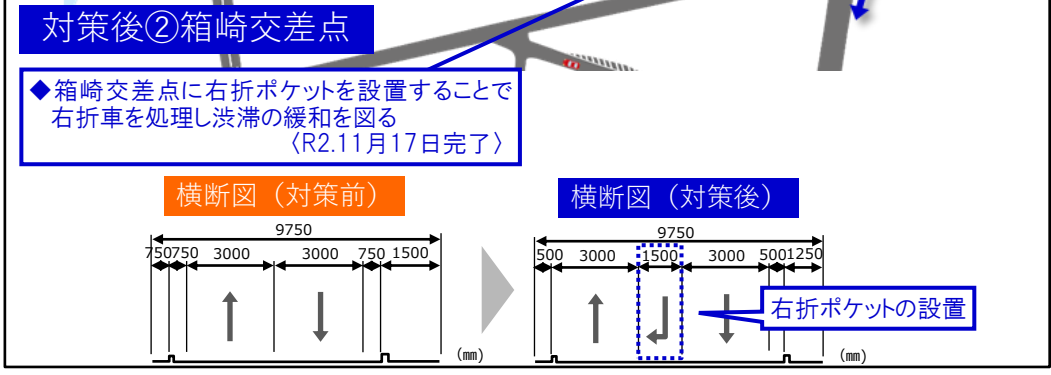 対策後②箱崎交差点
◆箱崎交差点に右折ポケットを設置することで
右折車を処理し渋滞の緩和を図る
〈R2.11月17日完了〉
横断図（対策前）
9750
750 750 3000 3000 750 1500
(㎜)
横断図（対策後）
9750
500 3000 1500 3000 500 1250
右折ポケットの設置
(㎜)